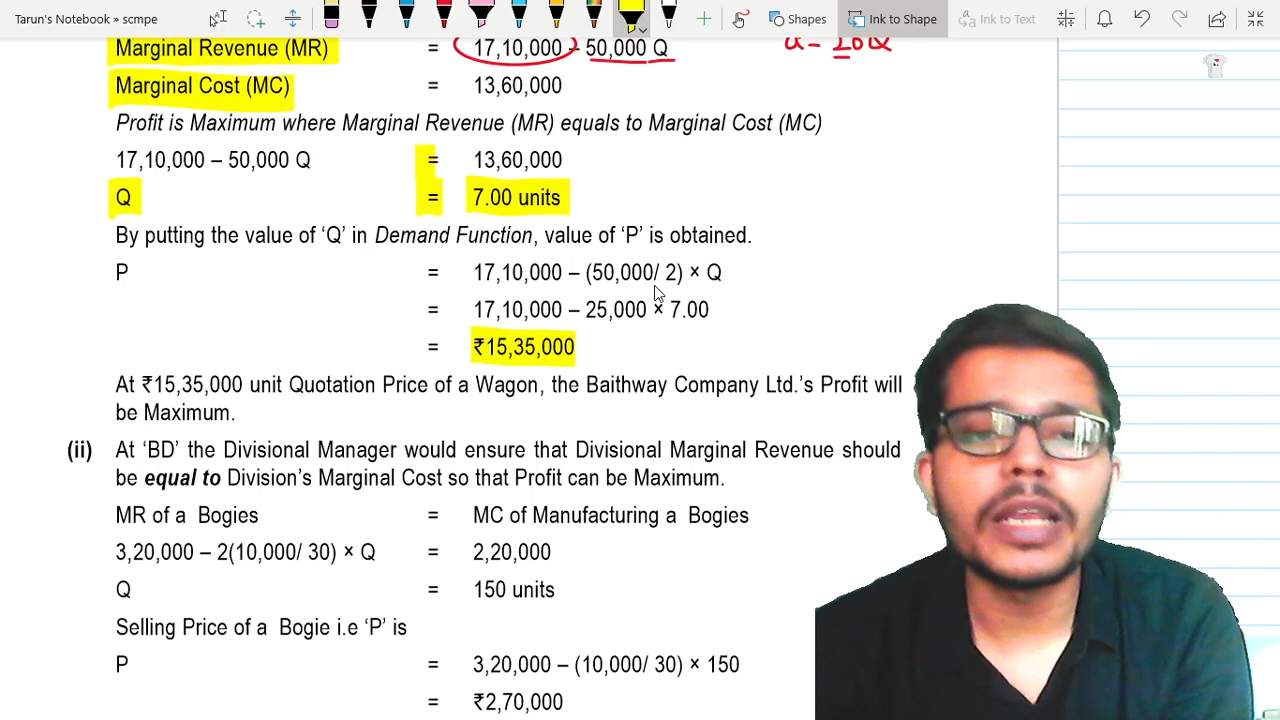 Tarun's Notebook » scmpe
Shapes
Ink to Shape
Ink to Text
Marginal Revenue (MR) = 17,10,000 – 50,000 Q
a – 2bQ
Marginal Cost (MC) = 13,60,000
Profit is Maximum where Marginal Revenue (MR) equals to Marginal Cost (MC)
17,10,000 – 50,000 Q = 13,60,000
Q = 7.00 units
By putting the value of ‘Q’ in Demand Function, value of ‘P’ is obtained.
P = 17,10,000 – (50,000/ 2) × Q
= 17,10,000 – 25,000 × 7.00
= ₹15,35,000
At ₹15,35,000 unit Quotation Price of a Wagon, the Baithway Company Ltd.’s Profit will
be Maximum.
(ii) At ‘BD’ the Divisional Manager would ensure that Divisional Marginal Revenue should
be equal to Division’s Marginal Cost so that Profit can be Maximum.
MR of a Bogies = MC of Manufacturing a Bogies
3,20,000 – 2(10,000/ 30) × Q = 2,20,000
Q = 150 units
Selling Price of a Bogie i.e ‘P’ is
P = 3,20,000 – (10,000/ 30) × 150
= ₹2,70,000